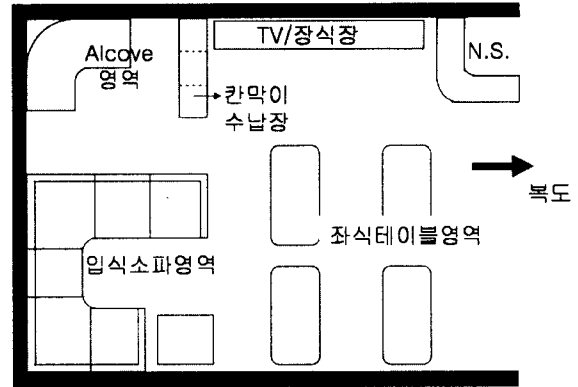 Alcove
영역
TV/장식장
N.S.
칸막이
수납장
복도
좌식테이블영역
입식소파영역